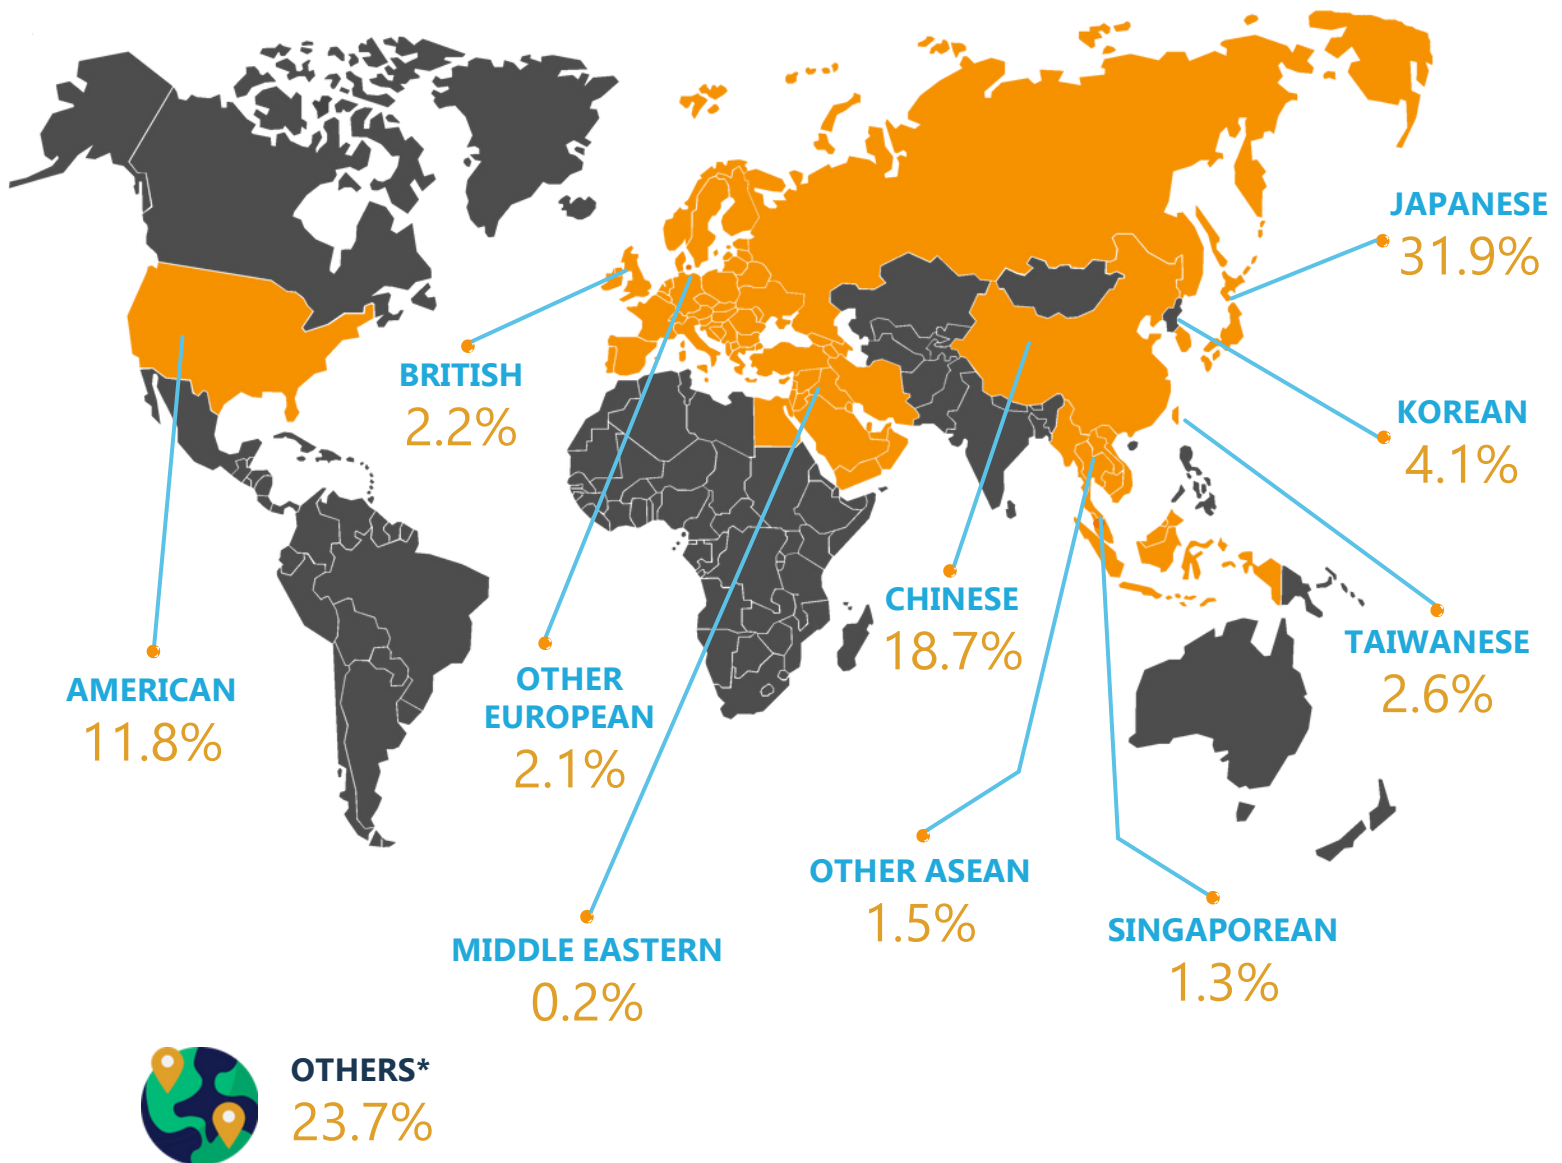 JAPANESE
31.9%
BRITISH
2.2%
KOREAN
4.1%
CHINESE
18.7%
TAIWANESE
2.6%
AMERICAN
11.8%
OTHER
EUROPEAN
2.1%
OTHER ASEAN
1.5%
SINGAPOREAN
1.3%
MIDDLE EASTERN
0.2%
OTHERS*
23.7%